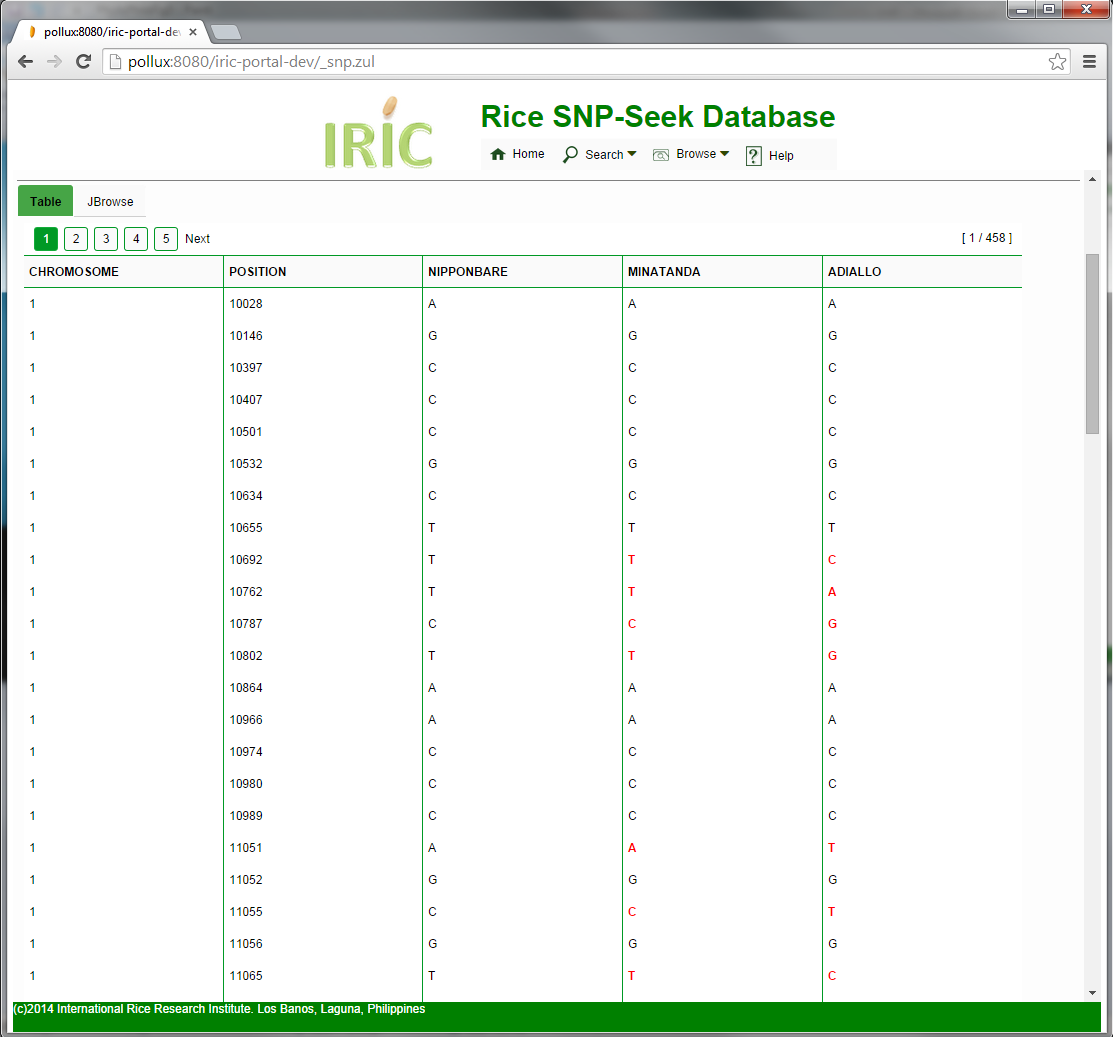 pollux:8080/iric-portal-dev
pollux:8080/iric-portal-dev/_snp.zul
IRIC
Rice SNP-Seek Database
Home Search Browse ? Help
Table JBrowse
1 2 3 4 5 Next [ 1 / 458 ]
CHROMOSOME POSITION NIPPONBARE MINATANDA ADIALLO
1 10028 A A A
1 10146 G G G
1 10397 C C C
1 10407 C C C
1 10501 C C C
1 10532 G G G
1 10634 C C C
1 10655 T T T
1 10692 T T C
1 10762 T T A
1 10787 C C G
1 10802 T T G
1 10864 A A A
1 10966 A A A
1 10974 C C C
1 10980 C C C
1 10989 C C C
1 11051 A A T
1 11052 G G G
1 11055 C C T
1 11056 G G G
1 11065 T T C
(c)2014 International Rice Research Institute. Los Banos, Laguna, Philippines